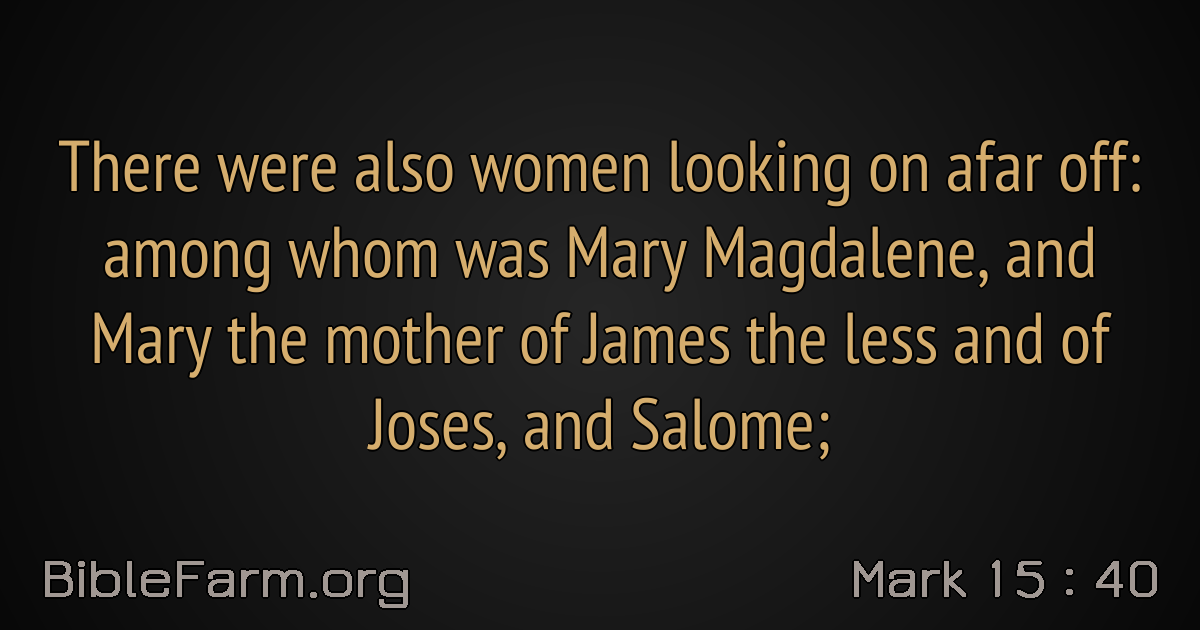 There were also women looking on afar off:
among whom was Mary Magdalene, and
Mary the mother of James the less and of
Joses, and Salome;
BibleFarm.org
Mark 15 : 40